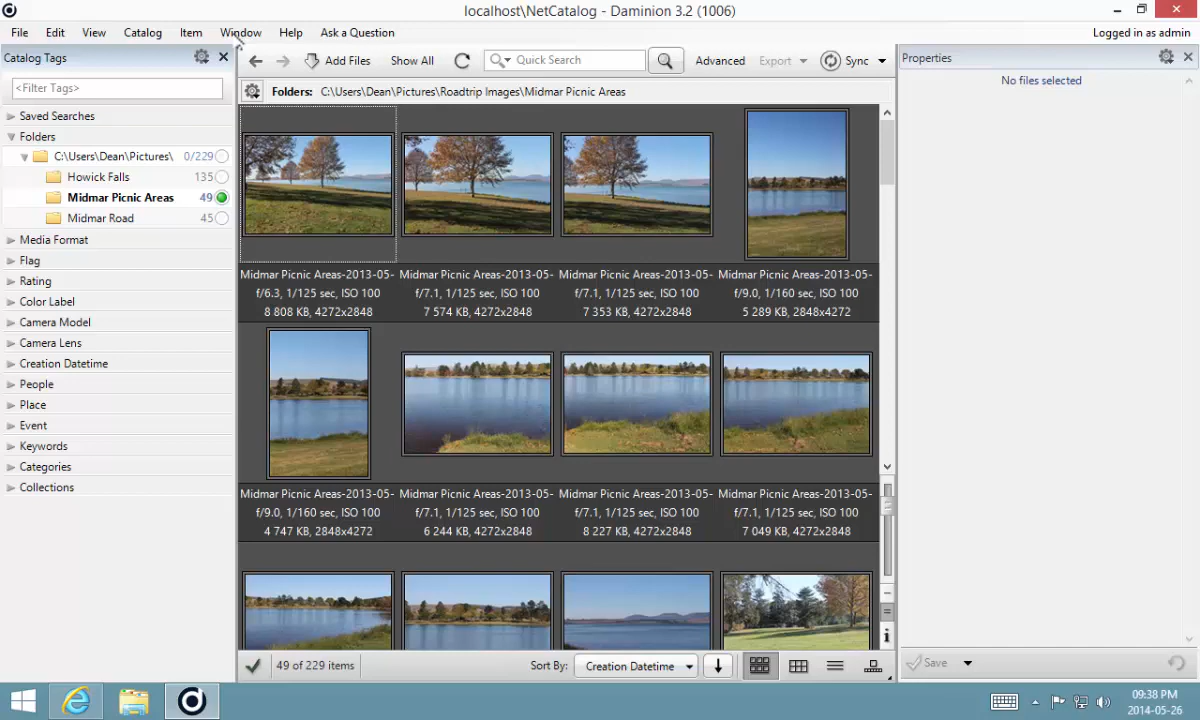 localhost\NetCatalog - Daminion 3.2 (1006)
File Edit View Catalog Item Window Help Ask a Question Logged in as admin
Catalog Tags
<Filter Tags>
Saved Searches
Folders
C:\Users\Dean\Pictures\ 0/229
Howick Falls 135
Midmar Picnic Areas 49
Midmar Road 45
Media Format
Flag
Rating
Color Label
Camera Model
Camera Lens
Creation Datetime
People
Place
Event
Keywords
Categories
Collections
Add Files Show All Quick Search Advanced Export Sync
Folders: C:\Users\Dean\Pictures\Roadtrip Images\Midmar Picnic Areas
Midmar Picnic Areas-2013-05- Midmar Picnic Areas-2013-05- Midmar Picnic Areas-2013-05- Midmar Picnic Areas-2013-05-
f/6.3, 1/125 sec, ISO 100 f/7.1, 1/125 sec, ISO 100 f/7.1, 1/125 sec, ISO 100 f/9.0, 1/160 sec, ISO 100
8 808 KB, 4272x2848 7 574 KB, 4272x2848 7 353 KB, 4272x2848 5 289 KB, 2848x4272
Midmar Picnic Areas-2013-05- Midmar Picnic Areas-2013-05- Midmar Picnic Areas-2013-05- Midmar Picnic Areas-2013-05-
f/9.0, 1/160 sec, ISO 100 f/7.1, 1/125 sec, ISO 100 f/7.1, 1/125 sec, ISO 100 f/7.1, 1/125 sec, ISO 100
4 747 KB, 2848x4272 6 244 KB, 4272x2848 8 227 KB, 4272x2848 7 049 KB, 4272x2848
49 of 229 items Sort By: Creation Datetime
Properties
No files selected
Save
09:38 PM
2014-05-26